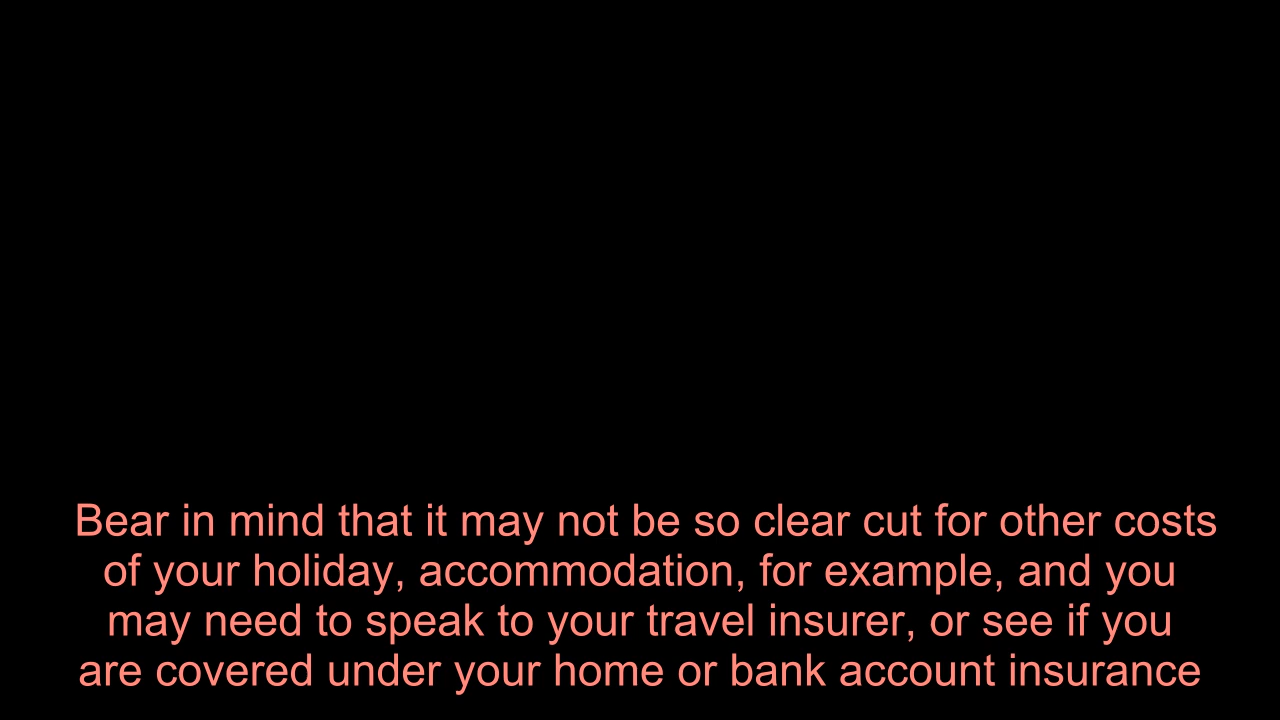 Bear in mind that it may not be so clear cut for other costs
of your holiday, accommodation, for example, and you
may need to speak to your travel insurer, or see if you
are covered under your home or bank account insurance